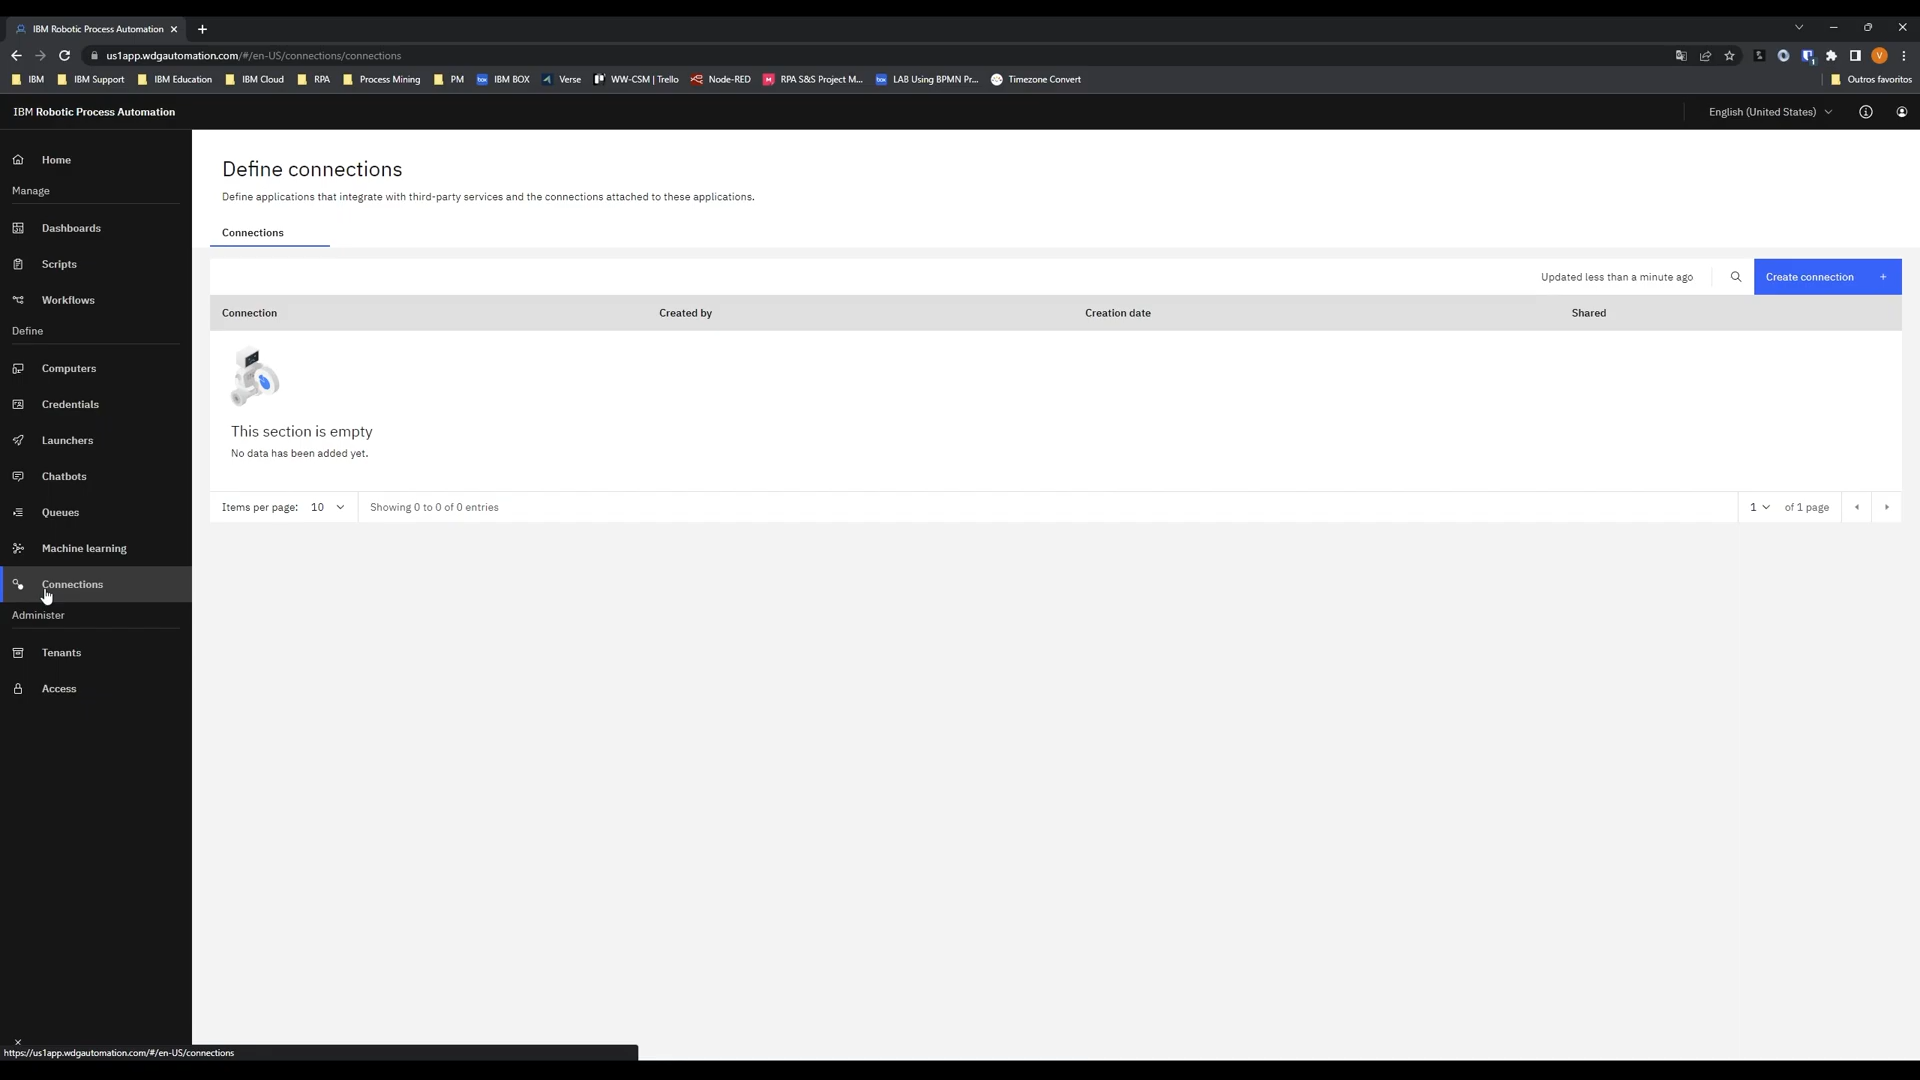 IBM Robotic Process Automation
us1app.wdgautomation.com/#/en-US/connections/connections
IBM IBM Support IBM Education IBM Cloud RPA Process Mining PM IBM BOX Verse WW-CSM | Trello Node-RED RPA S&S Project M... LAB Using BPMN Pr... Timezone Convert Outros favoritos
IBM Robotic Process Automation English (United States)
Home
Manage
Dashboards
Scripts
Workflows
Define
Computers
Credentials
Launchers
Chatbots
Queues
Machine learning
Connections
Administer
Tenants
Access
Define connections
Define applications that integrate with third-party services and the connections attached to these applications.
Connections
Updated less than a minute ago Create connection +
Connection Created by Creation date Shared
This section is empty
No data has been added yet.
Items per page: 10 Showing 0 to 0 of 0 entries 1 of 1 page
https://us1app.wdgautomation.com/#/en-US/connections